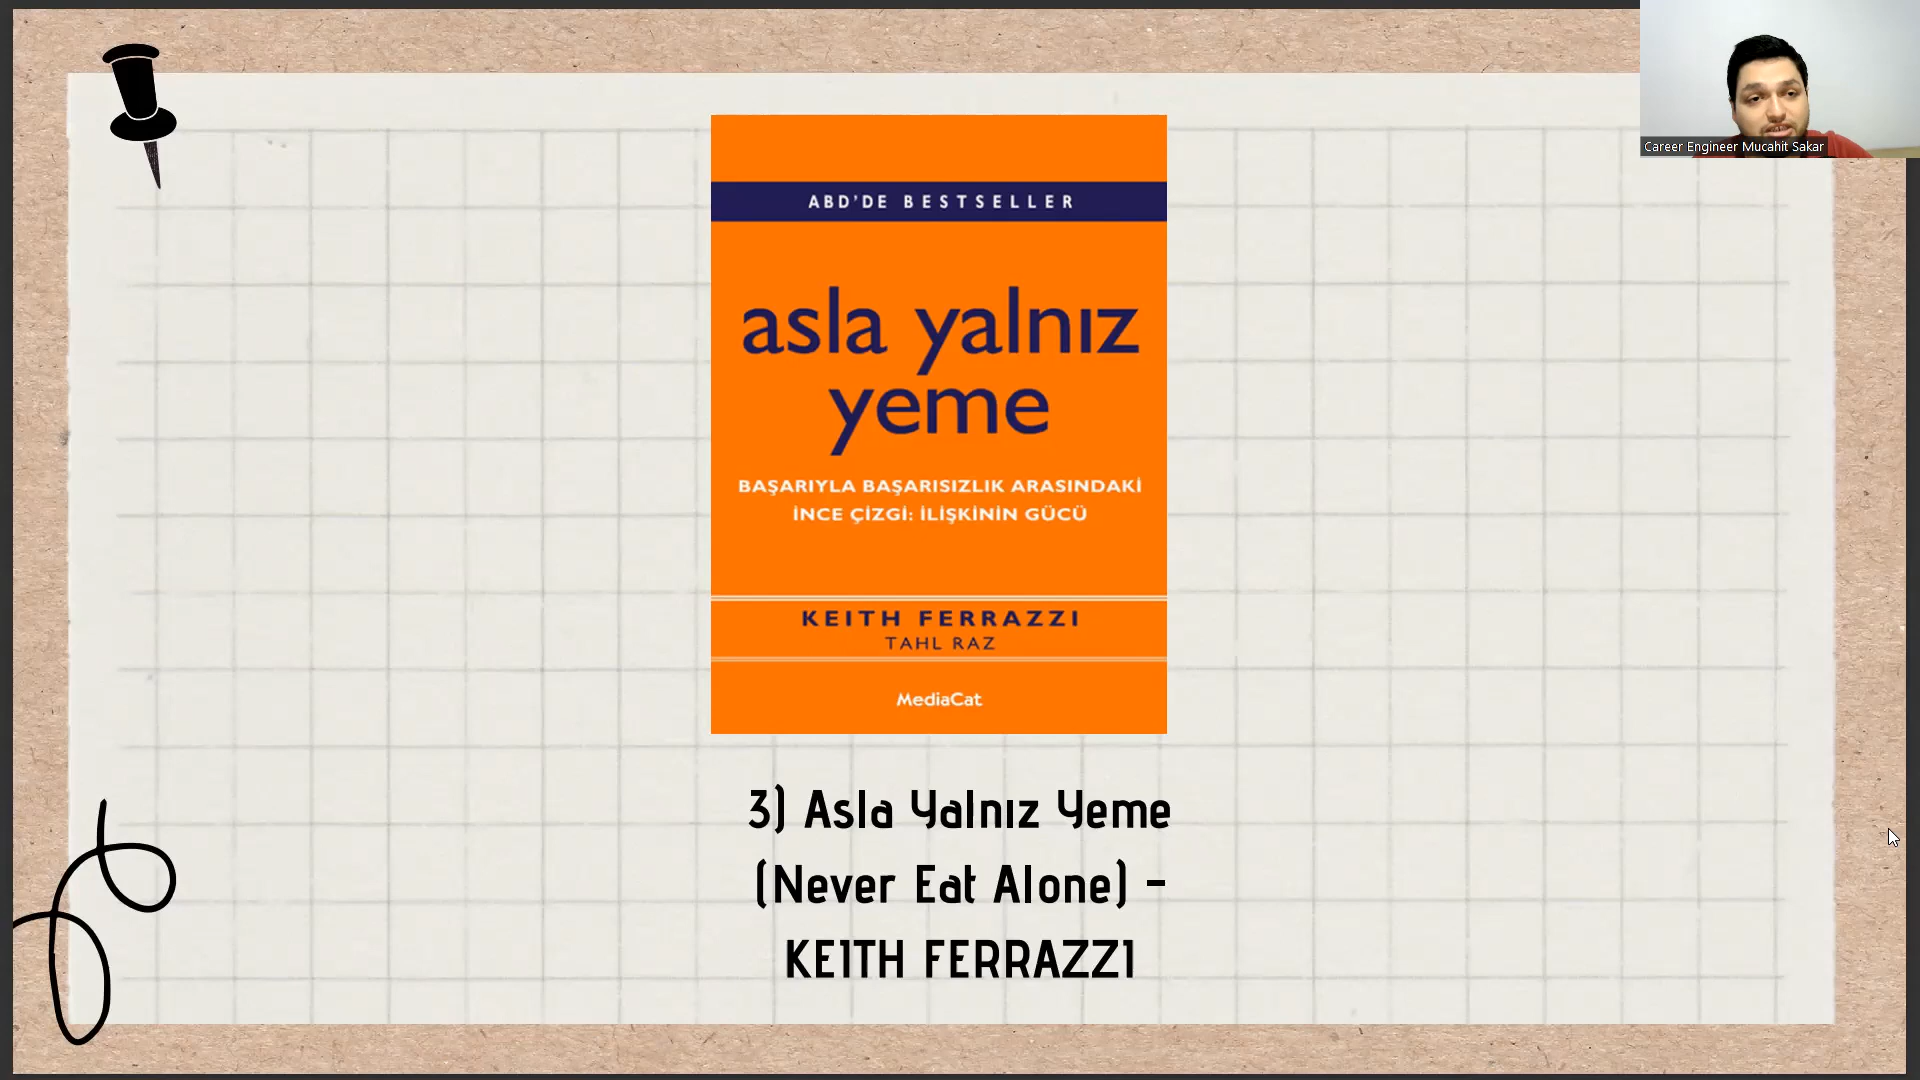 Career Engineer Mucahit Sakar
ABD'DE BESTSELLER
asla yalnız
yeme
BAŞARIYLA BAŞARISIZLIK ARASINDAKİ
İNCE ÇİZGİ: İLİŞKİNİN GÜCÜ
KEITH FERRAZZI
TAHL RAZ
MediaCat
3) Asla Yalnız Yeme
(Never Eat Alone) -
KEITH FERRAZZI